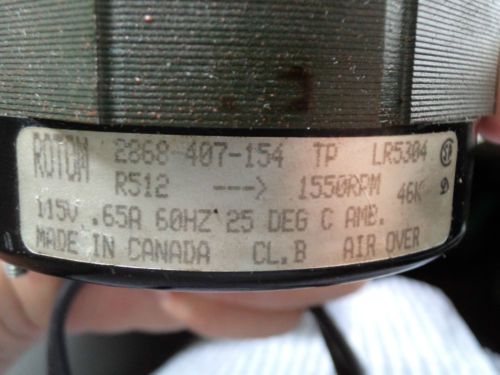 ROTOM 2868-407-154 TP LR5304
R512 ---> 1550RPM 46K
115V .65A 60HZ 25 DEG C AMB.
MADE IN CANADA CL.B AIR OVER